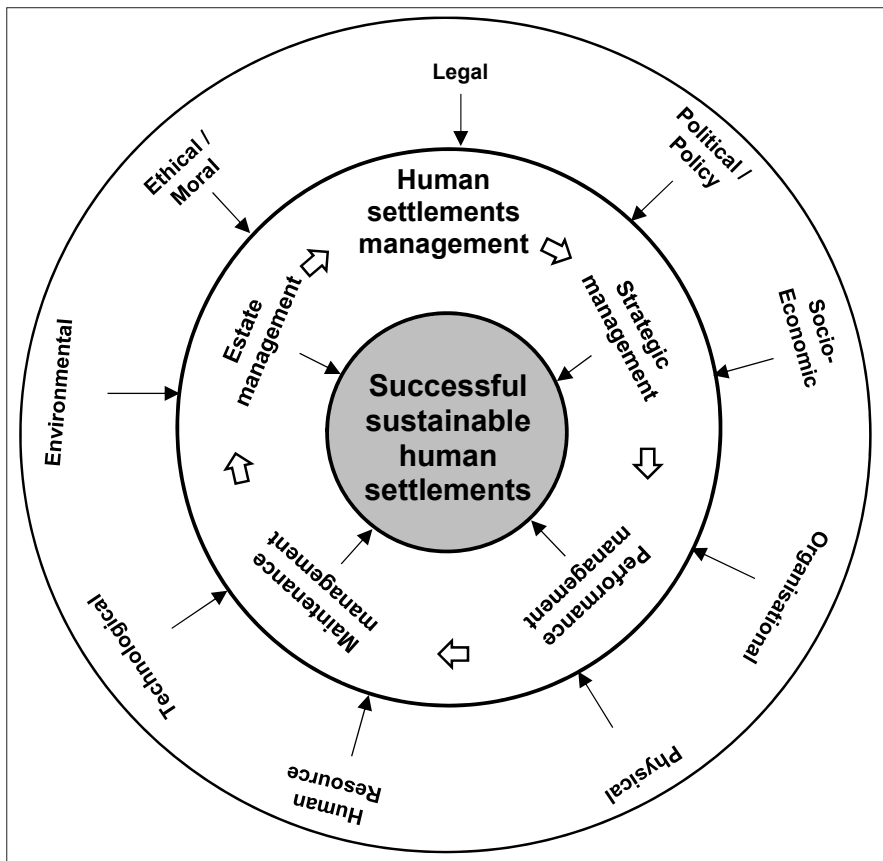 Legal
Political /
Policy
Socio-
Economic
Organisational
Physical
Human
Resource
Technological
Environmental
Ethical /
Moral
Human
settlements
management
Strategic
management
Performance
management
Maintenance
management
Estate
management
Successful
sustainable
human
settlements